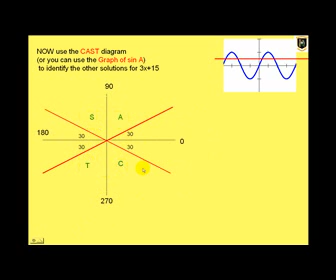 NOW use the CAST diagram
(or you can use the Graph of sin A)
to identify the other solutions for 3x+15
90
S A
180
30 30
0
30 30
T C
270